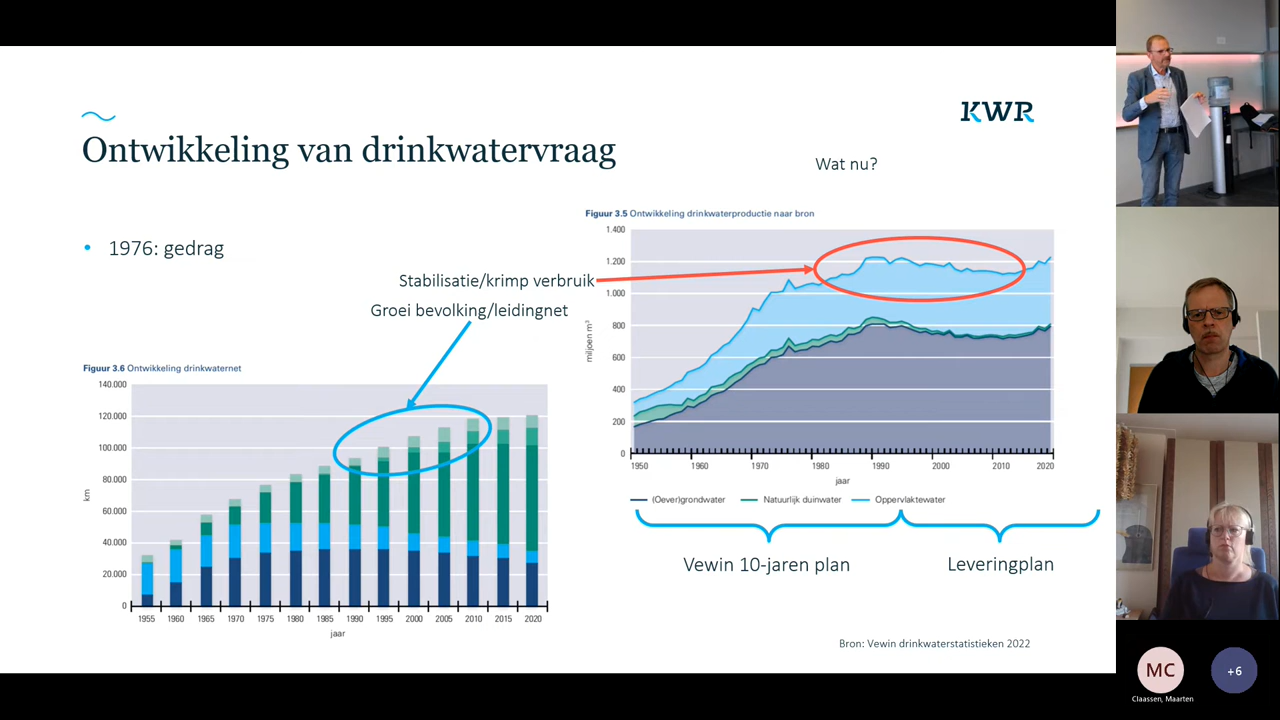 KWR
Ontwikkeling van drinkwatervraag
Wat nu?
• 1976: gedrag
Stabilisatie/krimp verbruik
Groei bevolking/leidingnet
Figuur 3.5 Ontwikkeling drinkwaterproductie naar bron
1.400
1.200
1.000
800
600
400
200
0
miljoen m³
1950 1960 1970 1980 1990 2000 2010 2020
jaar
(Oever)grondwater Natuurlijk duinwater Oppervlaktewater
Vewin 10-jaren plan
Leveringplan
Figuur 3.6 Ontwikkeling drinkwaternet
140.000
120.000
100.000
80.000
60.000
40.000
20.000
0
km
1955 1960 1965 1970 1975 1980 1985 1990 1995 2000 2005 2010 2015 2020
jaar
Bron: Vewin drinkwaterstatistieken 2022
MC
Claassen, Maarten
+6